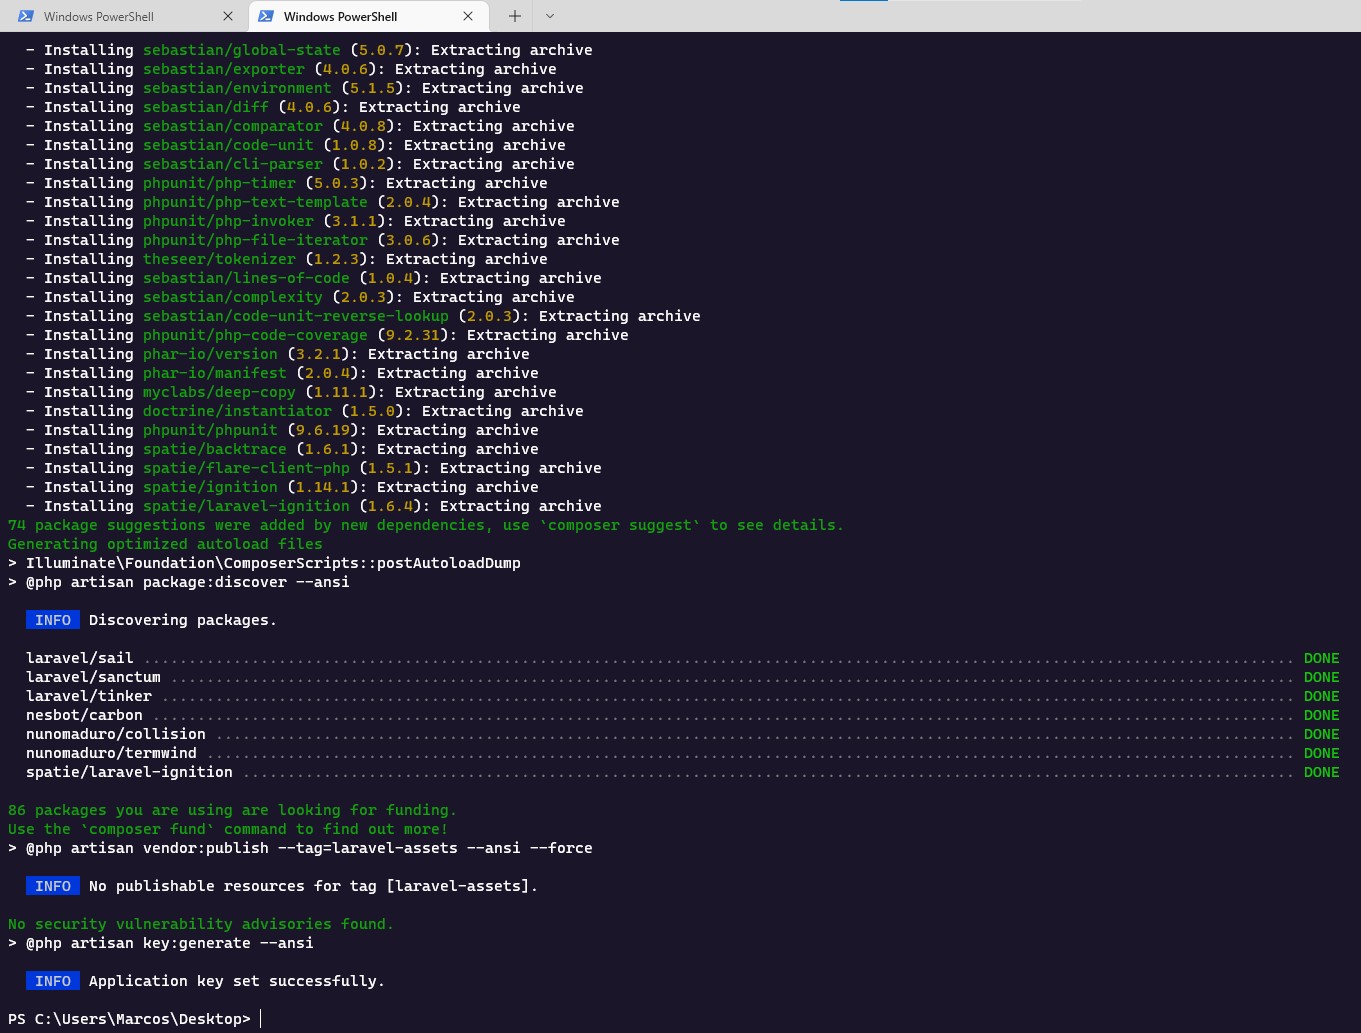 Windows PowerShell
Windows PowerShell
- Installing sebastian/global-state (5.0.7): Extracting archive
- Installing sebastian/exporter (4.0.6): Extracting archive
- Installing sebastian/environment (5.1.5): Extracting archive
- Installing sebastian/diff (4.0.6): Extracting archive
- Installing sebastian/comparator (4.0.8): Extracting archive
- Installing sebastian/code-unit (1.0.8): Extracting archive
- Installing sebastian/cli-parser (1.0.2): Extracting archive
- Installing phpunit/php-timer (5.0.3): Extracting archive
- Installing phpunit/php-text-template (2.0.4): Extracting archive
- Installing phpunit/php-invoker (3.1.1): Extracting archive
- Installing phpunit/php-file-iterator (3.0.6): Extracting archive
- Installing theseer/tokenizer (1.2.3): Extracting archive
- Installing sebastian/lines-of-code (1.0.4): Extracting archive
- Installing sebastian/complexity (2.0.3): Extracting archive
- Installing sebastian/code-unit-reverse-lookup (2.0.3): Extracting archive
- Installing phpunit/php-code-coverage (9.2.31): Extracting archive
- Installing phar-io/version (3.2.1): Extracting archive
- Installing phar-io/manifest (2.0.4): Extracting archive
- Installing myclabs/deep-copy (1.11.1): Extracting archive
- Installing doctrine/instantiator (1.5.0): Extracting archive
- Installing phpunit/phpunit (9.6.19): Extracting archive
- Installing spatie/backtrace (1.6.1): Extracting archive
- Installing spatie/flare-client-php (1.5.1): Extracting archive
- Installing spatie/ignition (1.14.1): Extracting archive
- Installing spatie/laravel-ignition (1.6.4): Extracting archive
74 package suggestions were added by new dependencies, use `composer suggest` to see details.
Generating optimized autoload files
> Illuminate\Foundation\ComposerScripts::postAutoloadDump
> @php artisan package:discover --ansi
INFO Discovering packages.
laravel/sail ................................................................................................................................ DONE
laravel/sanctum ............................................................................................................................. DONE
laravel/tinker .............................................................................................................................. DONE
nesbot/carbon ............................................................................................................................... DONE
nunomaduro/collision ........................................................................................................................ DONE
nunomaduro/termwind ......................................................................................................................... DONE
spatie/laravel-ignition ..................................................................................................................... DONE
86 packages you are using are looking for funding.
Use the `composer fund` command to find out more!
> @php artisan vendor:publish --tag=laravel-assets --ansi --force
INFO No publishable resources for tag [laravel-assets].
No security vulnerability advisories found.
> @php artisan key:generate --ansi
INFO Application key set successfully.
PS C:\Users\Marcos\Desktop>